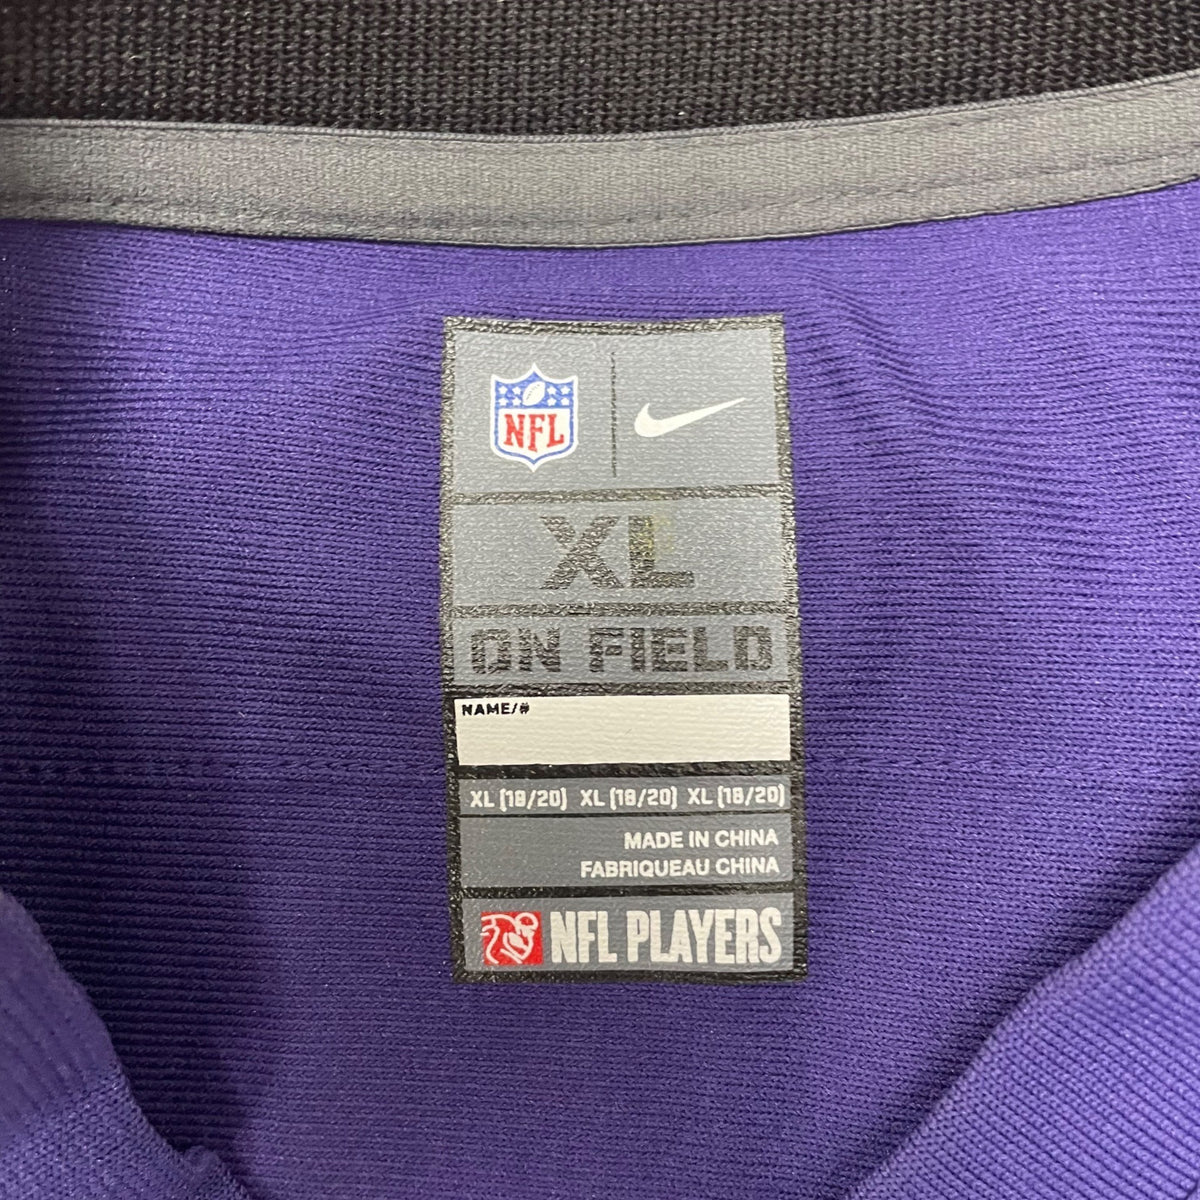 NFL
XL
ON FIELD
NAME/#
XL (18/20) XL (18/20) XL (18/20)
MADE IN CHINA
FABRIQUEAU CHINA
NFL PLAYERS